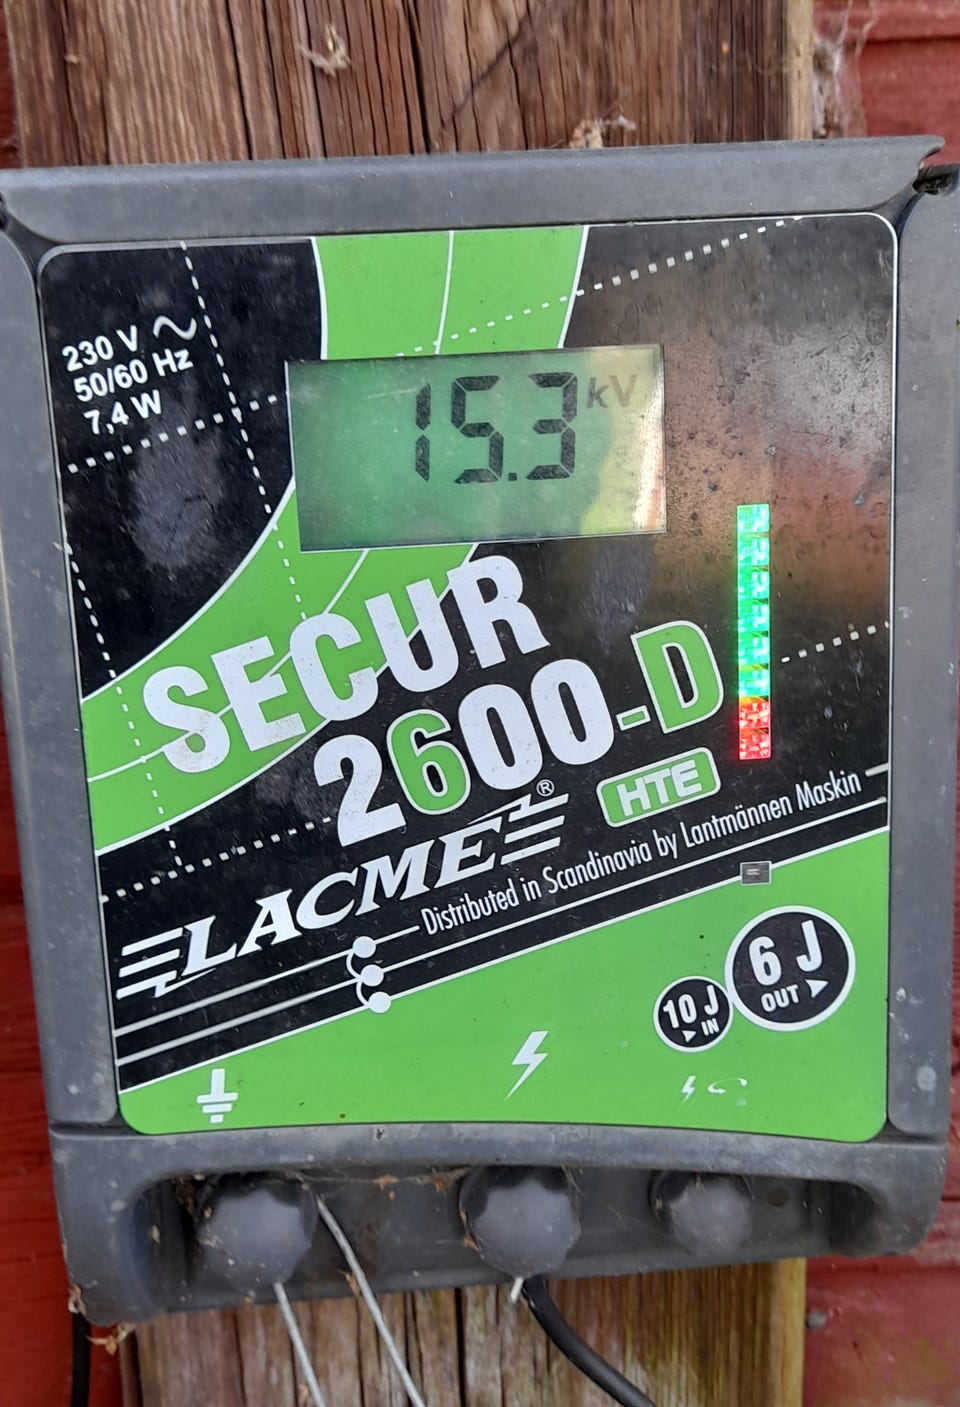 230 V ~
50/60 Hz
7,4 W
15.3 kV
SECUR
2600-D
HTE
LACMÉ®
Distributed in Scandinavia by Lantmännen Maskin
10 J
IN
6 J
OUT